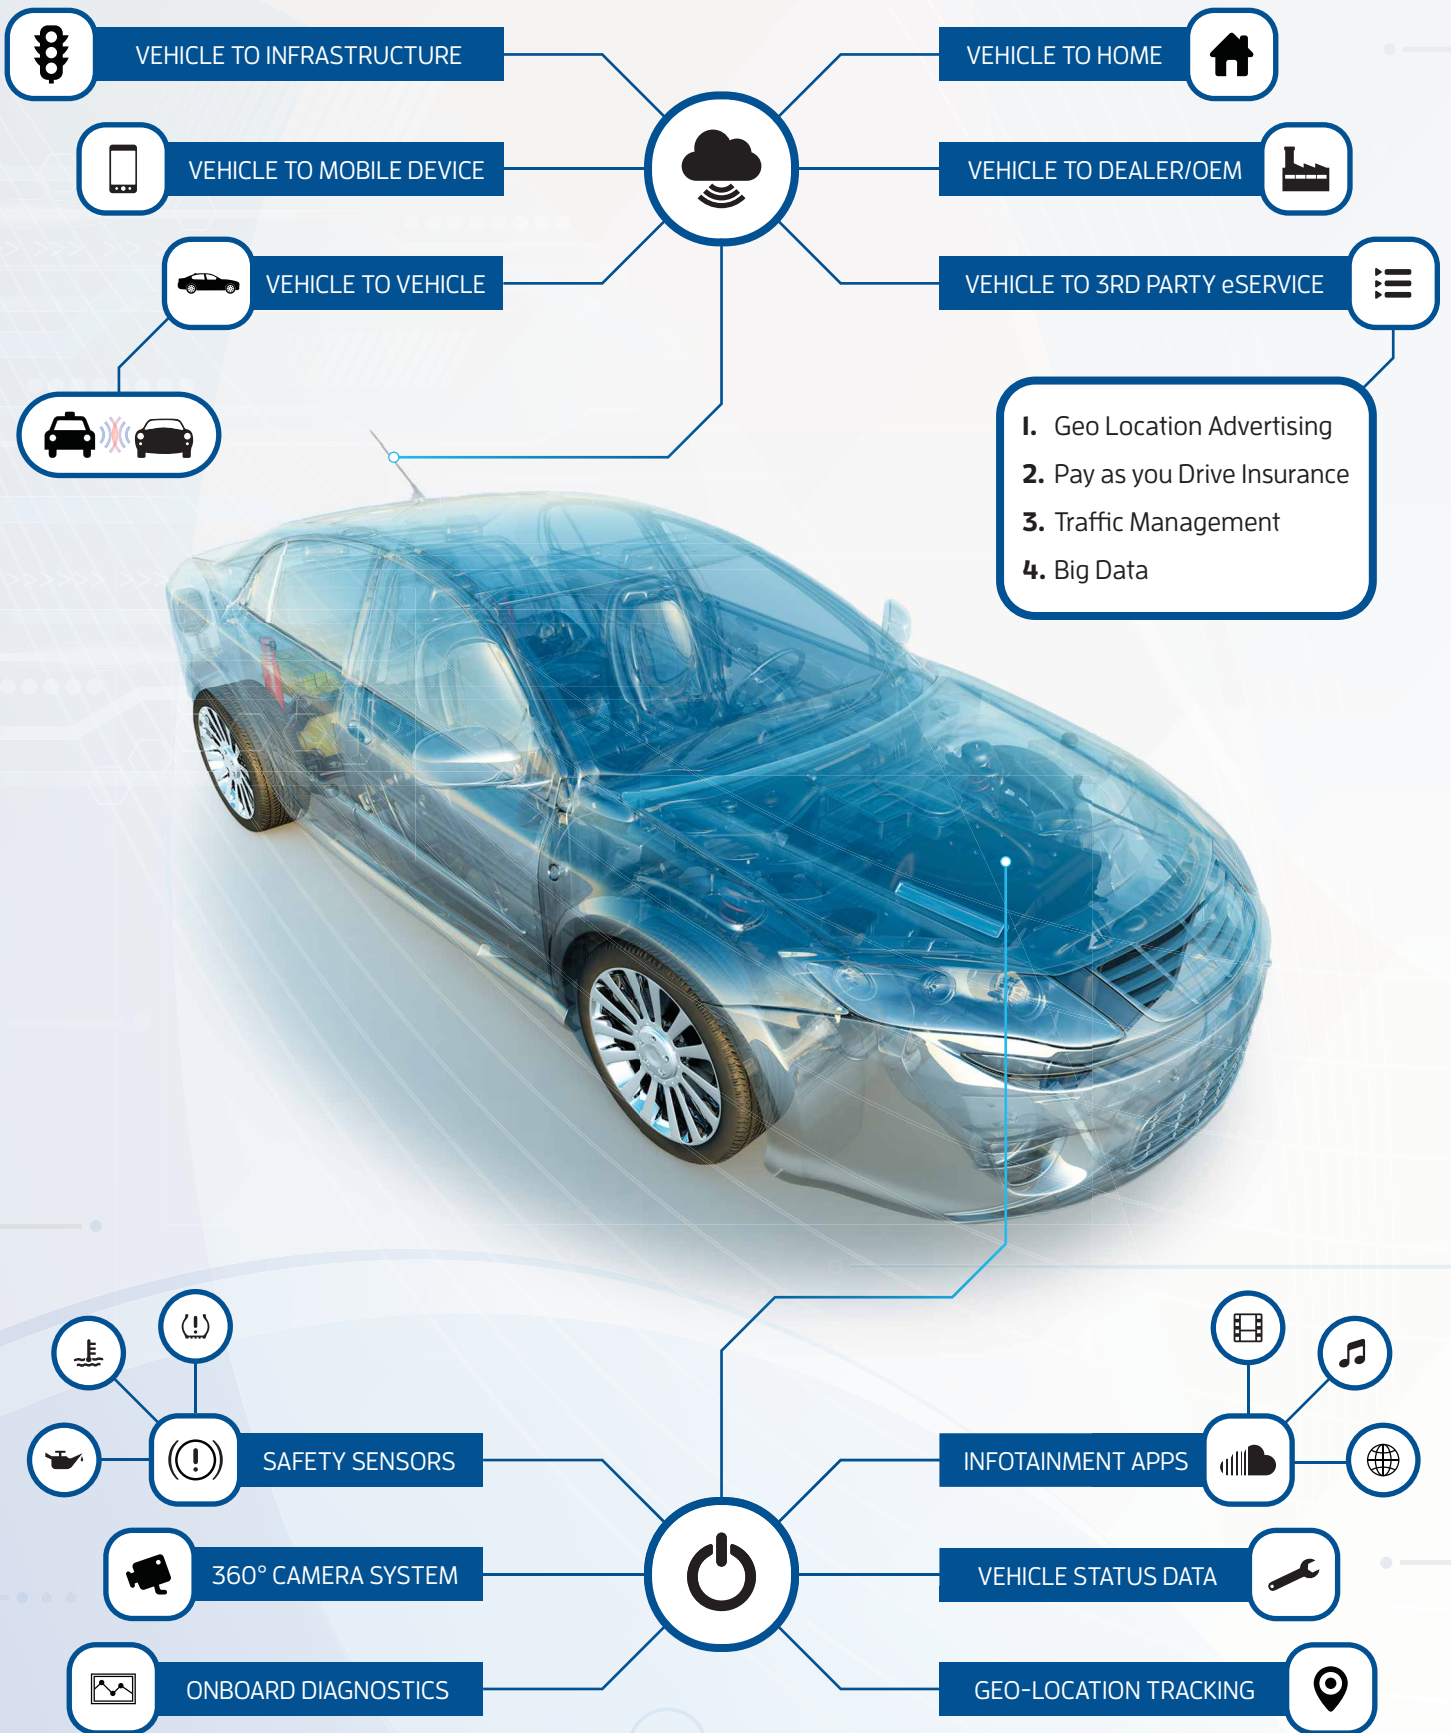 VEHICLE TO INFRASTRUCTURE
VEHICLE TO HOME
VEHICLE TO MOBILE DEVICE
VEHICLE TO DEALER/OEM
VEHICLE TO VEHICLE
VEHICLE TO 3RD PARTY eSERVICE
1. Geo Location Advertising
2. Pay as you Drive Insurance
3. Traffic Management
4. Big Data
SAFETY SENSORS
INFOTAINMENT APPS
360° CAMERA SYSTEM
VEHICLE STATUS DATA
ONBOARD DIAGNOSTICS
GEO-LOCATION TRACKING